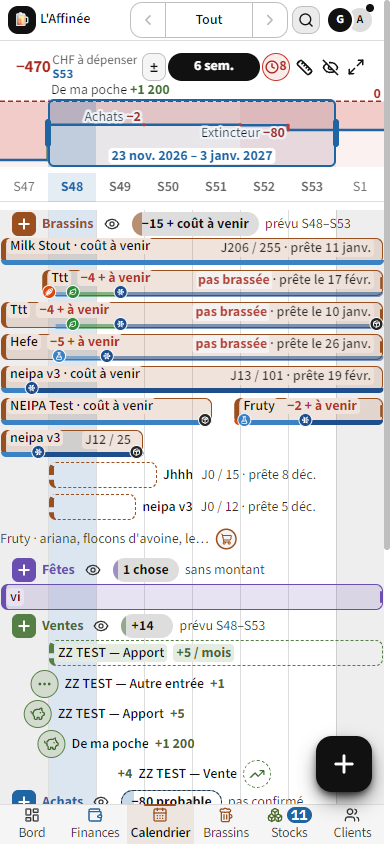 L'Affinée
Tout
G
A
−470 CHF à dépenser
S53
±
6 sem.
8
De ma poche +1 200
0
Achats −2
Extincteur −80
23 nov. 2026 – 3 janv. 2027
S47 S48 S49 S50 S51 S52 S53 S1
Brassins −15 + coût à venir prévu S48–S53
Milk Stout · coût à venir J206 / 255 · prête 11 janv.
Ttt −4 + à venir pas brassée · prête le 17 févr.
Ttt −4 + à venir pas brassée · prête le 10 janv.
Hefe −5 + à venir pas brassée · prête le 26 janv.
neipa v3 · coût à venir J13 / 101 · prête 19 févr.
NEIPA Test · coût à venir Fruty −2 + à venir
neipa v3 J12 / 25
Jhhh J0 / 15 · prête 8 déc.
neipa v3 J0 / 12 · prête 5 déc.
Fruty · ariana, flocons d'avoine, le…
Fêtes 1 chose sans montant
vi
Ventes +14 prévu S48–S53
ZZ TEST — Apport +5 / mois
ZZ TEST — Autre entrée +1
ZZ TEST — Apport +5
De ma poche +1 200
+4 ZZ TEST — Vente
Achats −80 probable pas confirmé
Bord Finances Calendrier Brassins Stocks 11 Clients